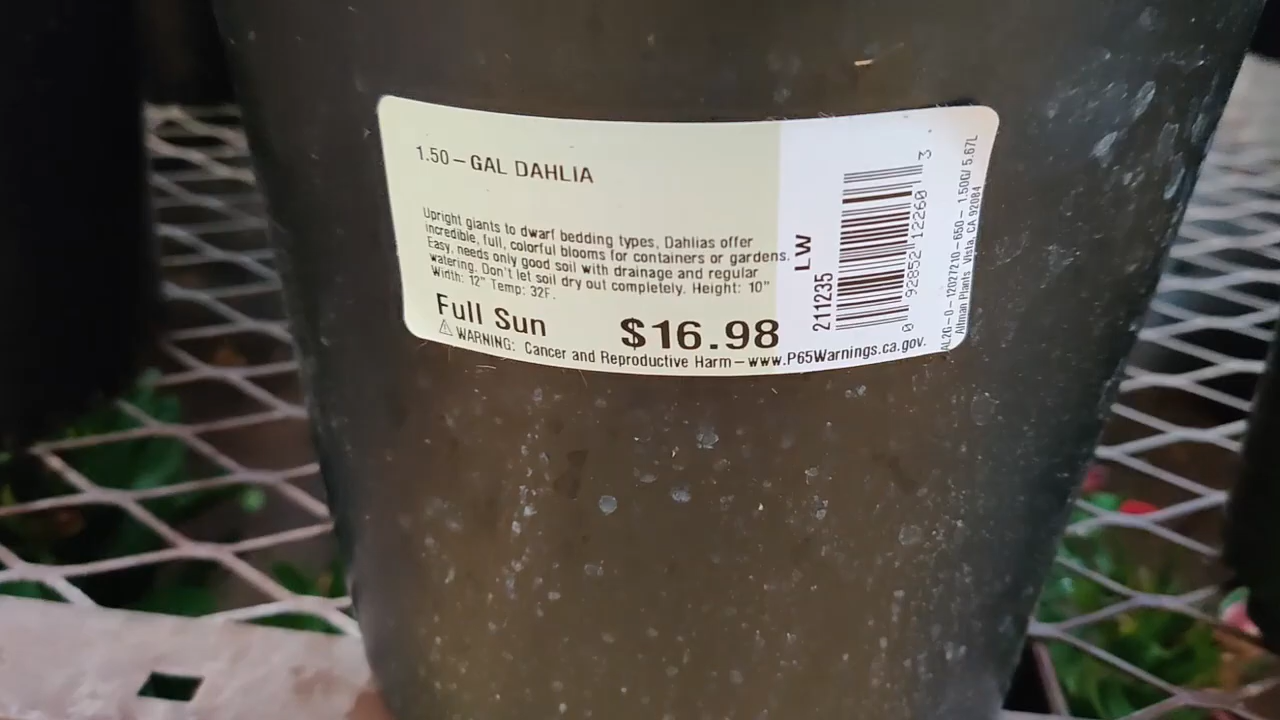 1.50-GAL DAHLIA
Upright giants to dwarf bedding types, Dahlias offer
incredible, full, colorful blooms for containers or gardens.
Easy, needs only good soil with drainage and regular
watering. Don't let soil dry out completely. Height: 10"
Width: 12" Temp: 32F.
Full Sun
$16.98
⚠ WARNING: Cancer and Reproductive Harm-www.P65Warnings.ca.gov.
LW
211235
0 92852 12260 3
AL2G-0-12027210-650- 1.50G/ 5.67L
Altman Plants Vista, CA 92084